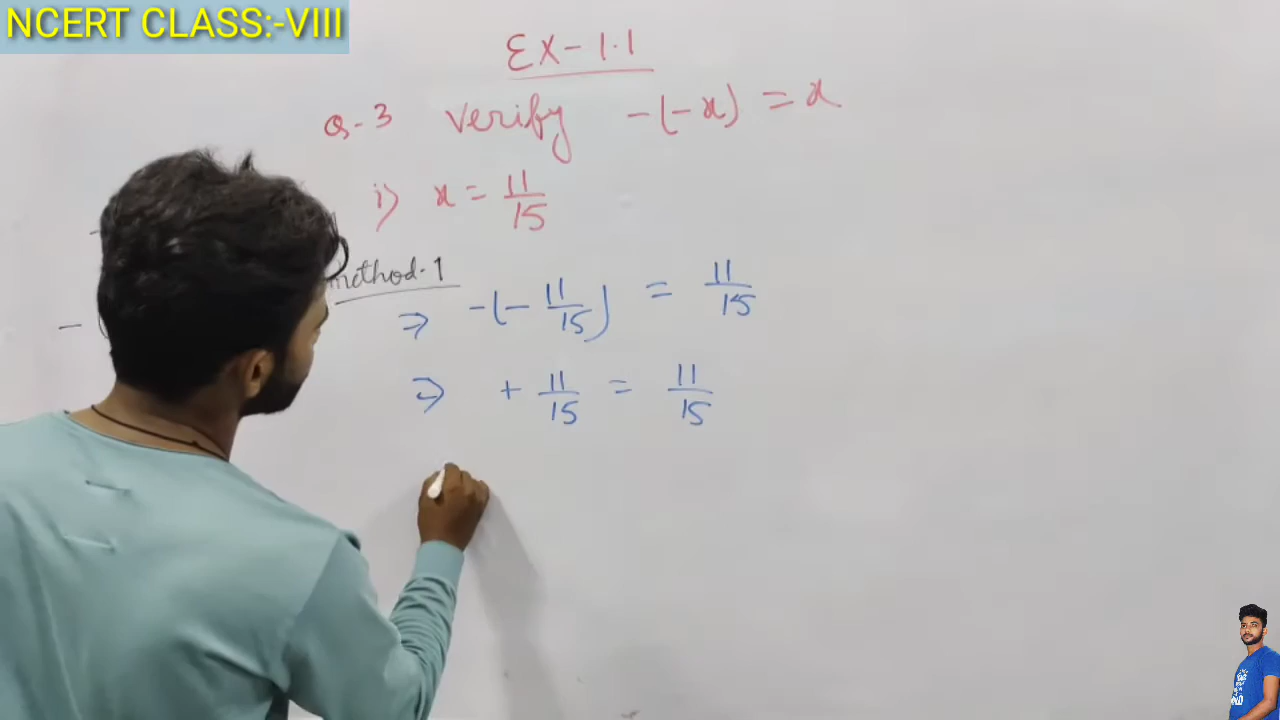 NCERT CLASS:-VIII
EX - 1.1
Q-3 verify -(-x) = x
i) x = 11/15
method-1
⇒ -(-11/15) = 11/15
⇒ + 11/15 = 11/15